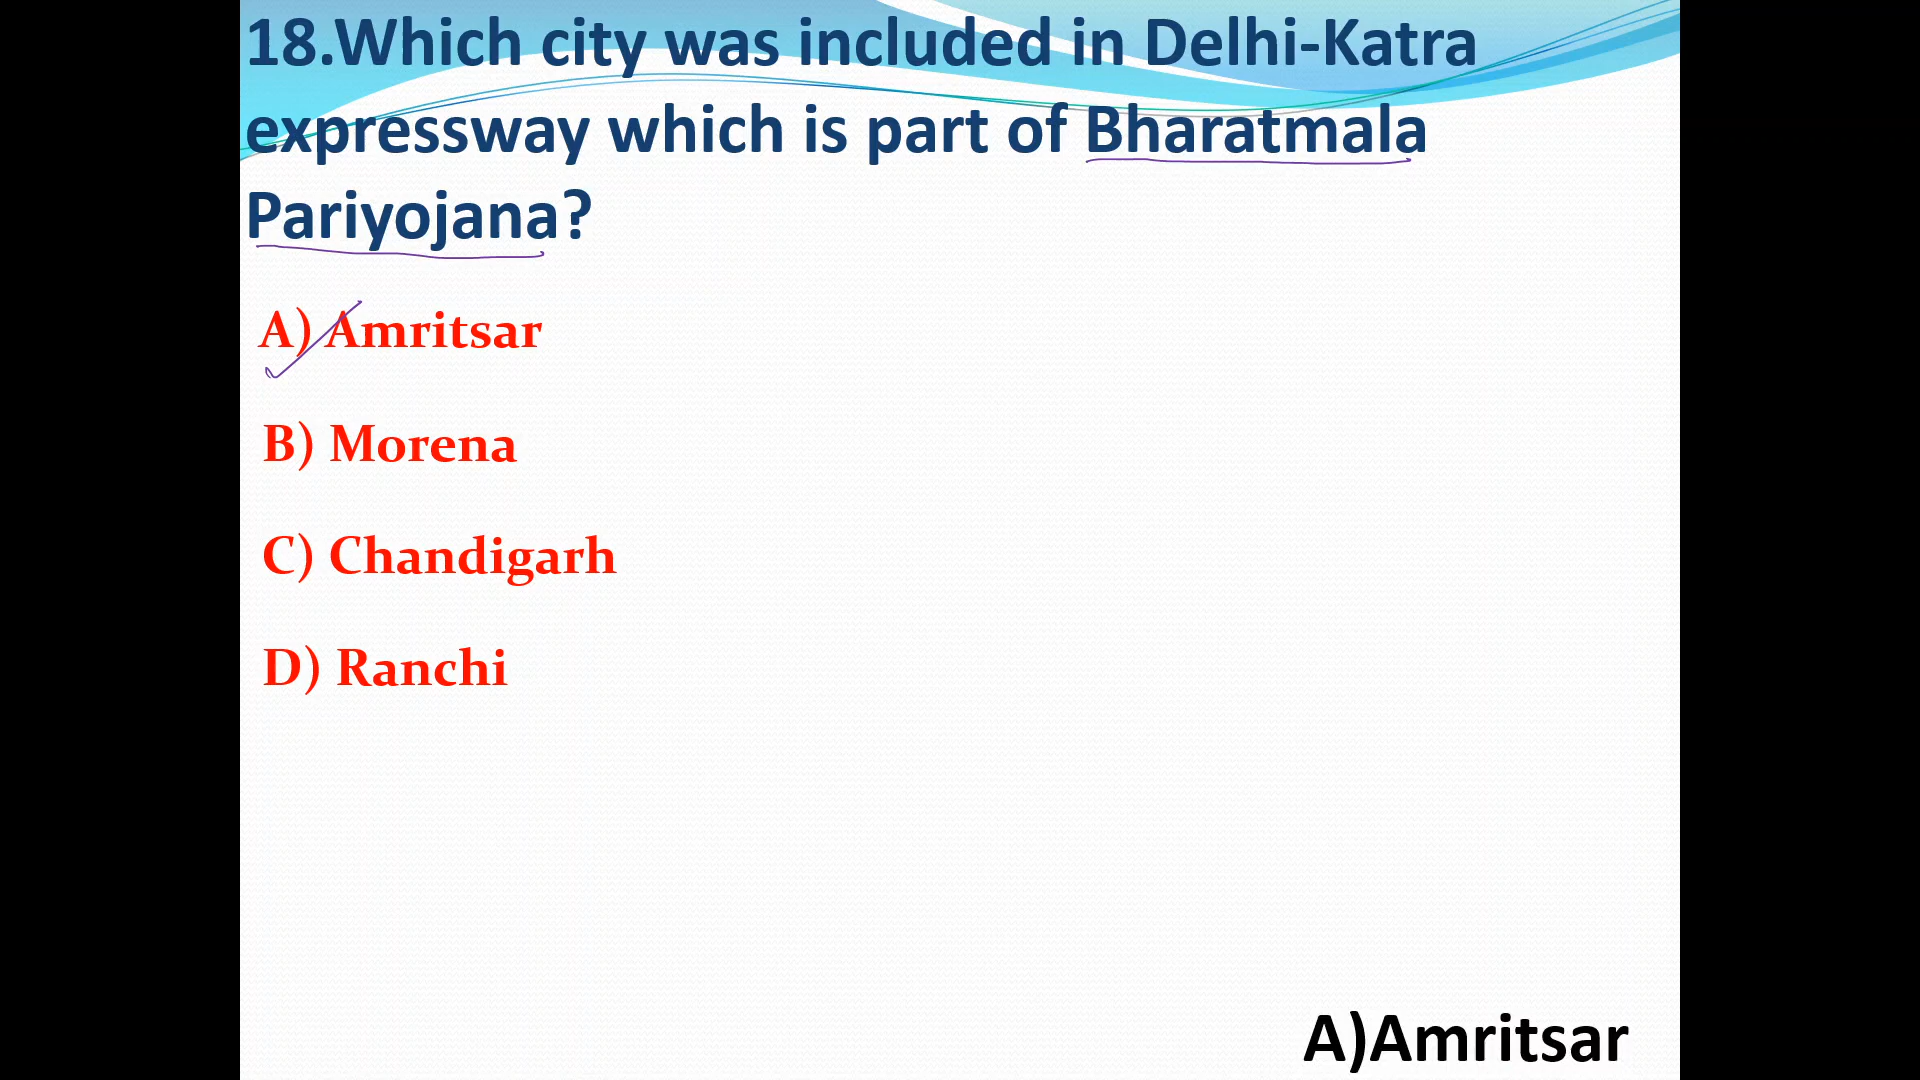 18.Which city was included in Delhi-Katra
expressway which is part of Bharatmala
Pariyojana?
A) Amritsar
B) Morena
C) Chandigarh
D) Ranchi
A)Amritsar